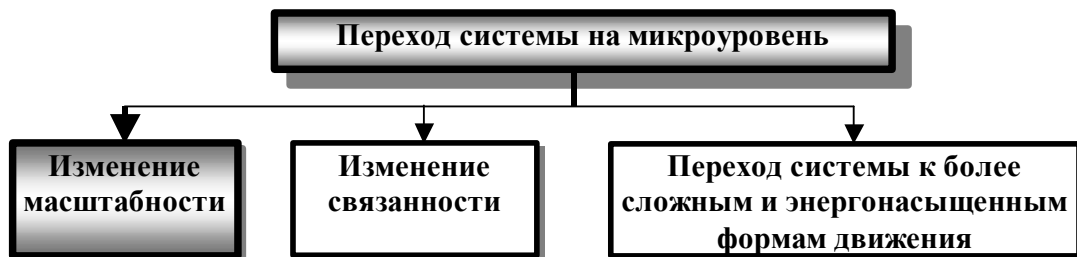 Переход системы на микроуровень
Изменение
масштабности
Изменение
связанности
Переход системы к более
сложным и энергонасыщенным
формам движения